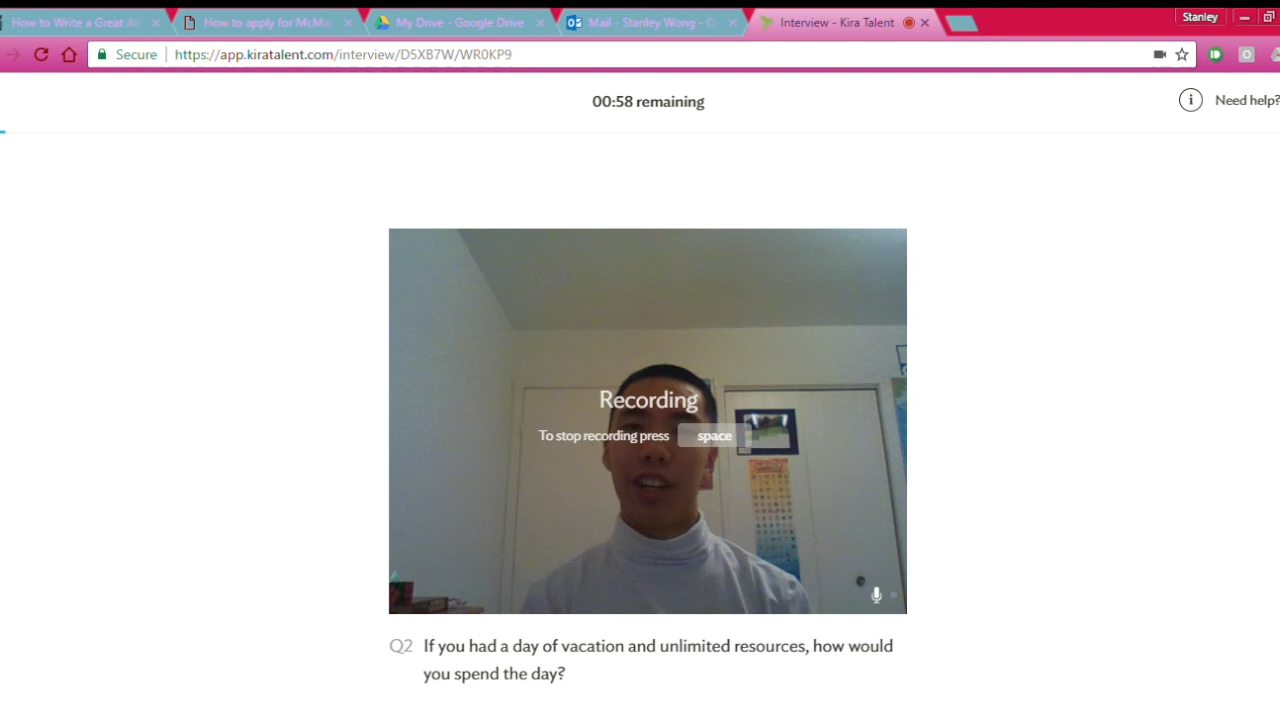 How to Write a Great
How to apply for McMa
My Drive - Google Drive
Mail - Stanley Wong -
Interview - Kira Talent
Stanley
Secure
https://app.kiratalent.com/interview/D5XB7W/WR0KP9
00:58 remaining
Need help?
Recording
To stop recording press space
Q2 If you had a day of vacation and unlimited resources, how would
you spend the day?